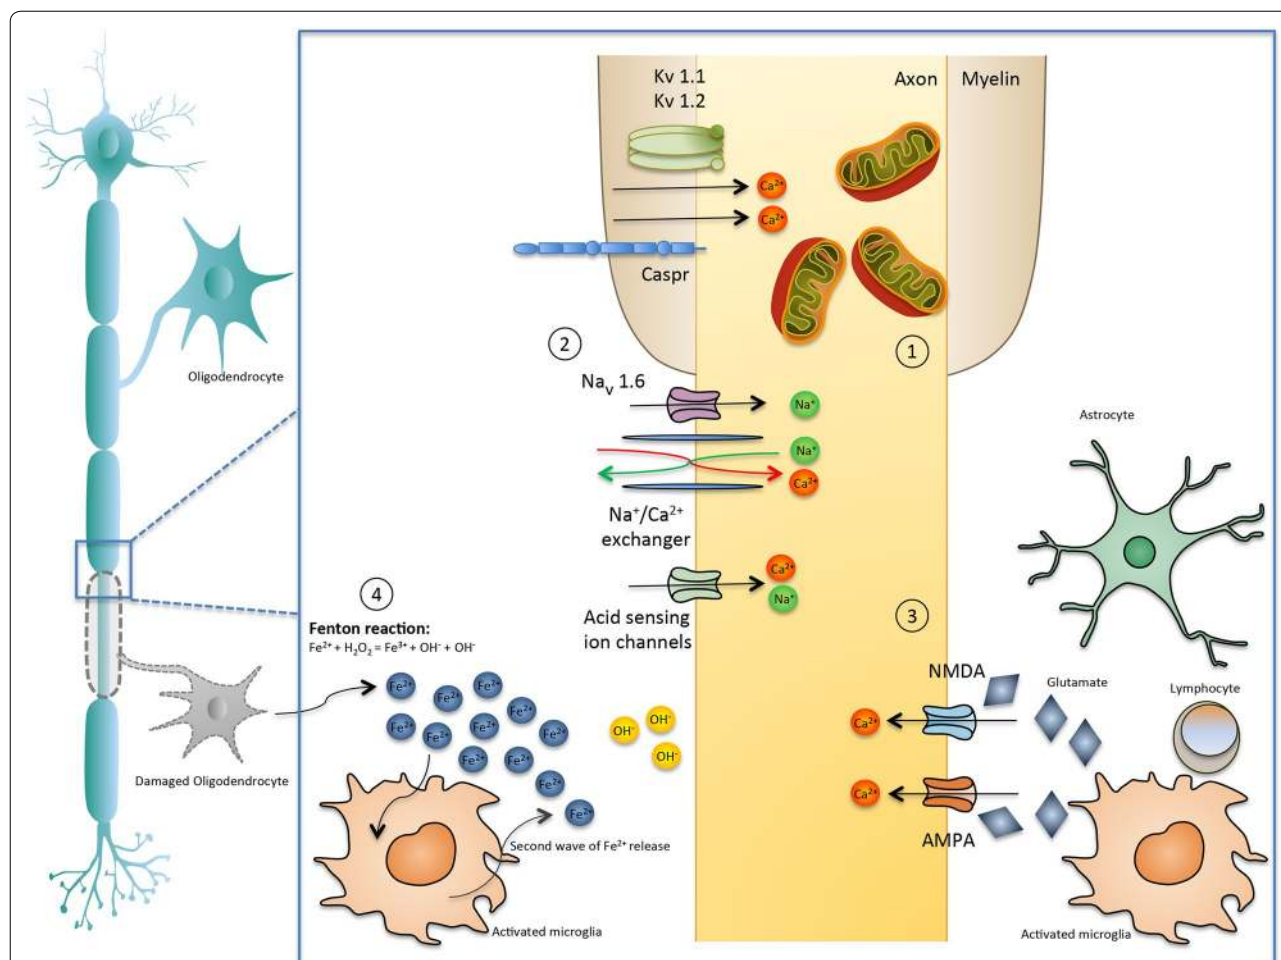 Kv 1.1
Kv 1.2
Axon
Myelin
Ca²⁺
Ca²⁺
Caspr
Oligodendrocyte
2
1
Naᵥ 1.6
Na⁺
Na⁺
Ca²⁺
Na⁺/Ca²⁺
exchanger
Astrocyte
Ca²⁺
Na⁺
Acid sensing
ion channels
4
3
Fenton reaction:
Fe²⁺ + H₂O₂ = Fe³⁺ + OH⁻ + OH⁻
NMDA
Glutamate
Lymphocyte
Fe²⁺
Fe²⁺
Fe²⁺
Fe²⁺
Fe²⁺
Fe²⁺
Fe²⁺
Fe²⁺
Fe²⁺
Fe²⁺
Fe²⁺
Fe²⁺
OH⁻
OH⁻
OH⁻
Ca²⁺
Damaged Oligodendrocyte
Ca²⁺
AMPA
Second wave of Fe²⁺ release
Activated microglia
Activated microglia